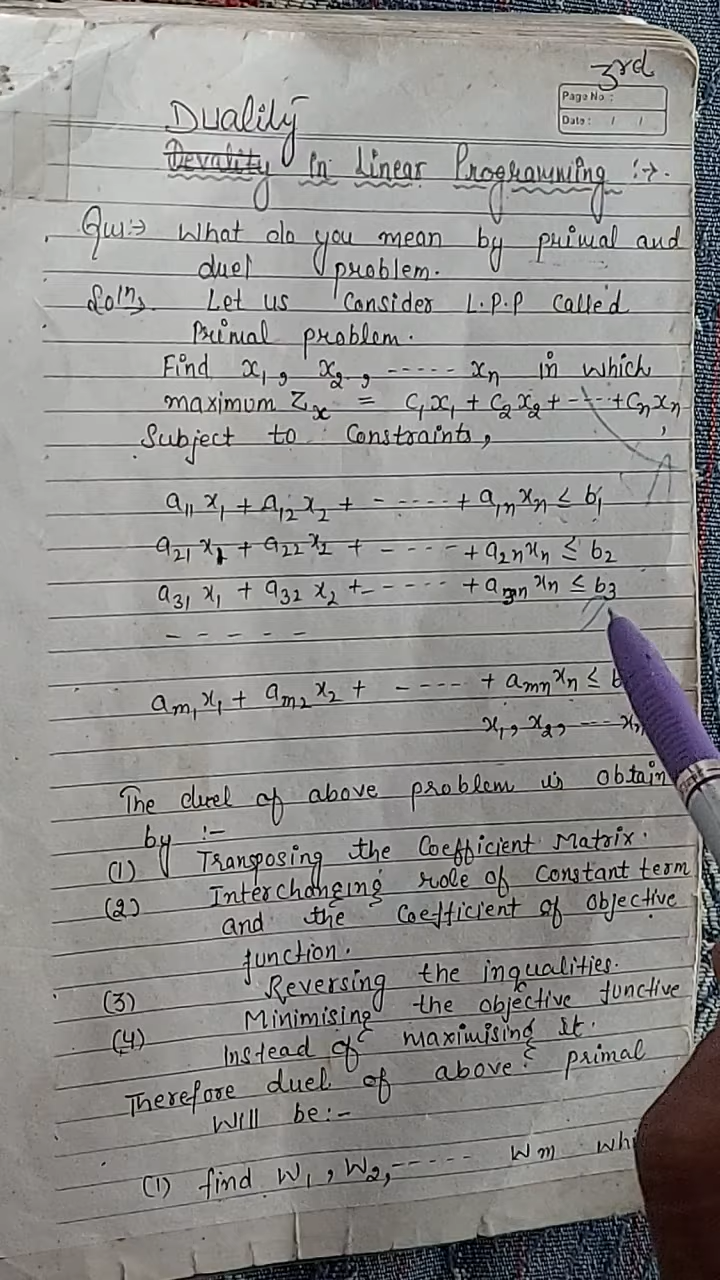 3rd
Page No :
Date : / /
Duality
Devality in Linear Programming :→.
Qus:→ What do you mean by primal and
duel problem.
Solⁿ→ Let us Consider L.P.P called
Primal problem.
Find x₁, x₂, ----- xₙ in which
maximum Zₓ = C₁x₁ + C₂x₂ + ---- + Cₙxₙ,
Subject to Constraints,
a₁₁x₁ + a₁₂x₂ + ------ + a₁ₙxₙ ≤ b₁
a₂₁x₁ + a₂₂x₂ + ----- + a₂ₙxₙ ≤ b₂
a₃₁x₁ + a₃₂x₂ + ------ + a₃ₙxₙ ≤ b₃
- - - - -
aₘ₁x₁ + aₘ₂x₂ + ----- + aₘₙxₙ ≤ b
x₁, x₂, ---
The duel of above problem is obtain
by :-
(1) Transposing the Coefficient Matrix.
(2) Interchanging role of Constant term
and the Coefficient of objective
function.
(3) Reversing the inqualities.
(4) Minimising the objective functive
Instead of maximising it.
Therefore duel of above primal
Will be:-
(1) find W₁, W₂, ----- Wm whi